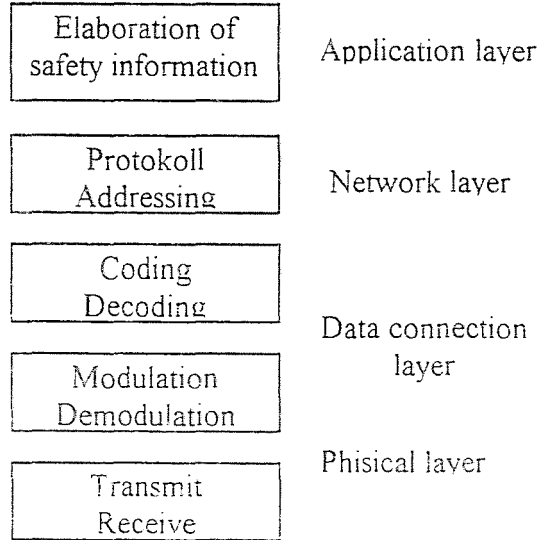 Elaboration of
safety information
Application layer
Protokoll
Addressing
Network layer
Coding
Decoding
Data connection
layer
Modulation
Demodulation
Phisical layer
Transmit
Receive